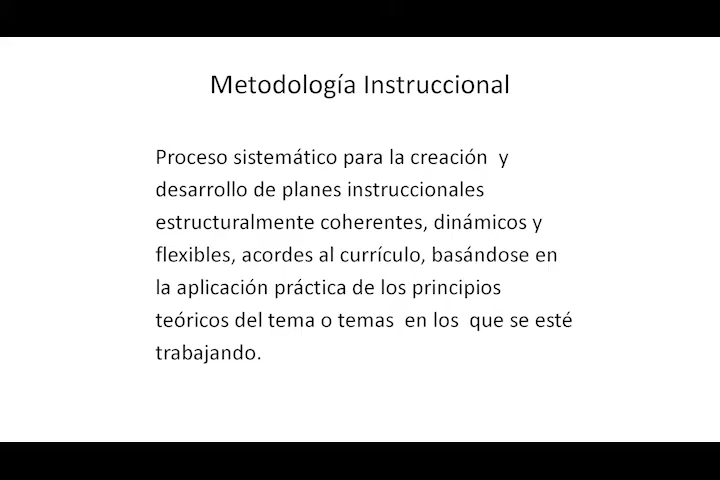 Metodología Instruccional
Proceso sistemático para la creación  y
desarrollo de planes instruccionales
estructuralmente coherentes, dinámicos y
flexibles, acordes al currículo, basándose en
la aplicación práctica de los principios
teóricos del tema o temas  en los  que se esté
trabajando.